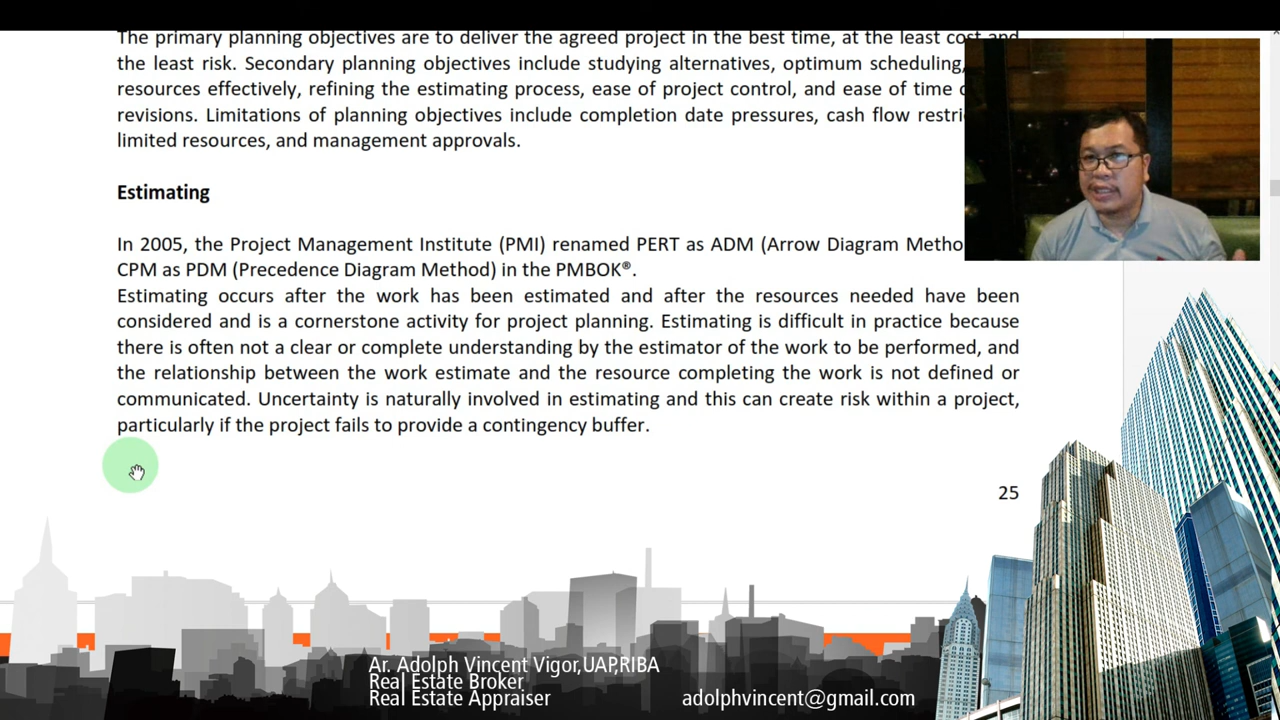 The primary planning objectives are to deliver the agreed project in the best time, at the least cost and
the least risk. Secondary planning objectives include studying alternatives, optimum scheduling,
resources effectively, refining the estimating process, ease of project control, and ease of time
revisions. Limitations of planning objectives include completion date pressures, cash flow
limited resources, and management approvals.
Estimating
In 2005, the Project Management Institute (PMI) renamed PERT as ADM (Arrow Diagram
CPM as PDM (Precedence Diagram Method) in the PMBOK®.
Estimating occurs after the work has been estimated and after the resources needed have been
considered and is a cornerstone activity for project planning. Estimating is difficult in practice because
there is often not a clear or complete understanding by the estimator of the work to be performed, and
the relationship between the work estimate and the resource completing the work is not defined or
communicated. Uncertainty is naturally involved in estimating and this can create risk within a project,
particularly if the project fails to provide a contingency buffer.
25
Ar. Adolph Vincent Vigor,UAP,RIBA
Real Estate Broker
Real Estate Appraiser adolphvincent@gmail.com